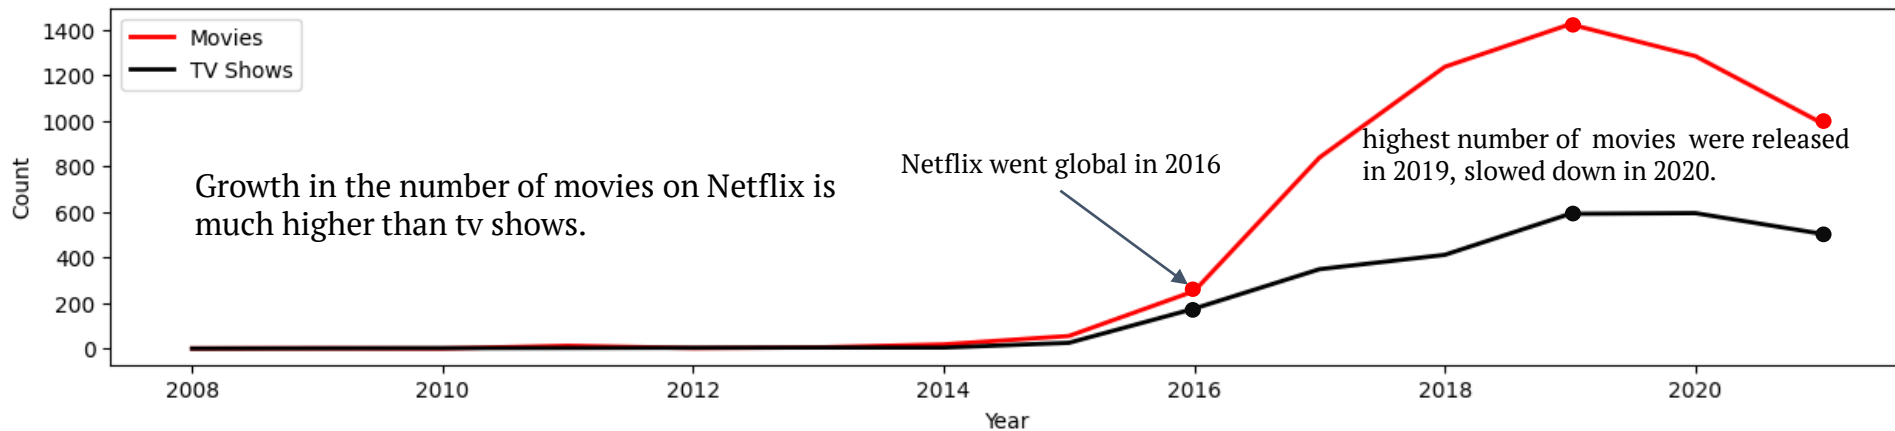 1400
1200
1000
800
600
400
200
0
Count
Movies
TV Shows
Growth in the number of movies on Netflix is
much higher than tv shows.
Netflix went global in 2016
highest number of  movies  were released
in 2019, slowed down in 2020.
2008 2010 2012 2014 2016 2018 2020
Year